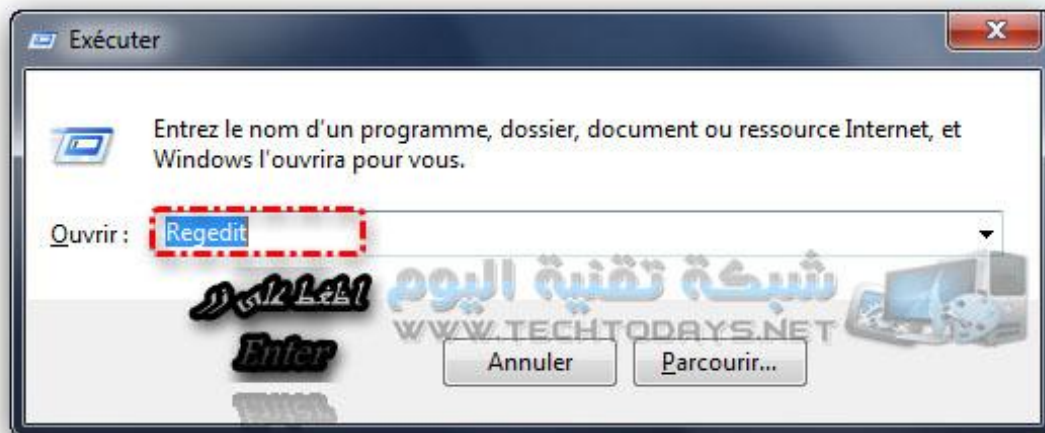 Exécuter
Entrez le nom d'un programme, dossier, document ou ressource Internet, et
Windows l'ouvrira pour vous.
Ouvrir :
Regedit
اضغط على زر
Enter
شبكة تقنية اليوم
WWW.TECHTODAYS.NET
Annuler
Parcourir...